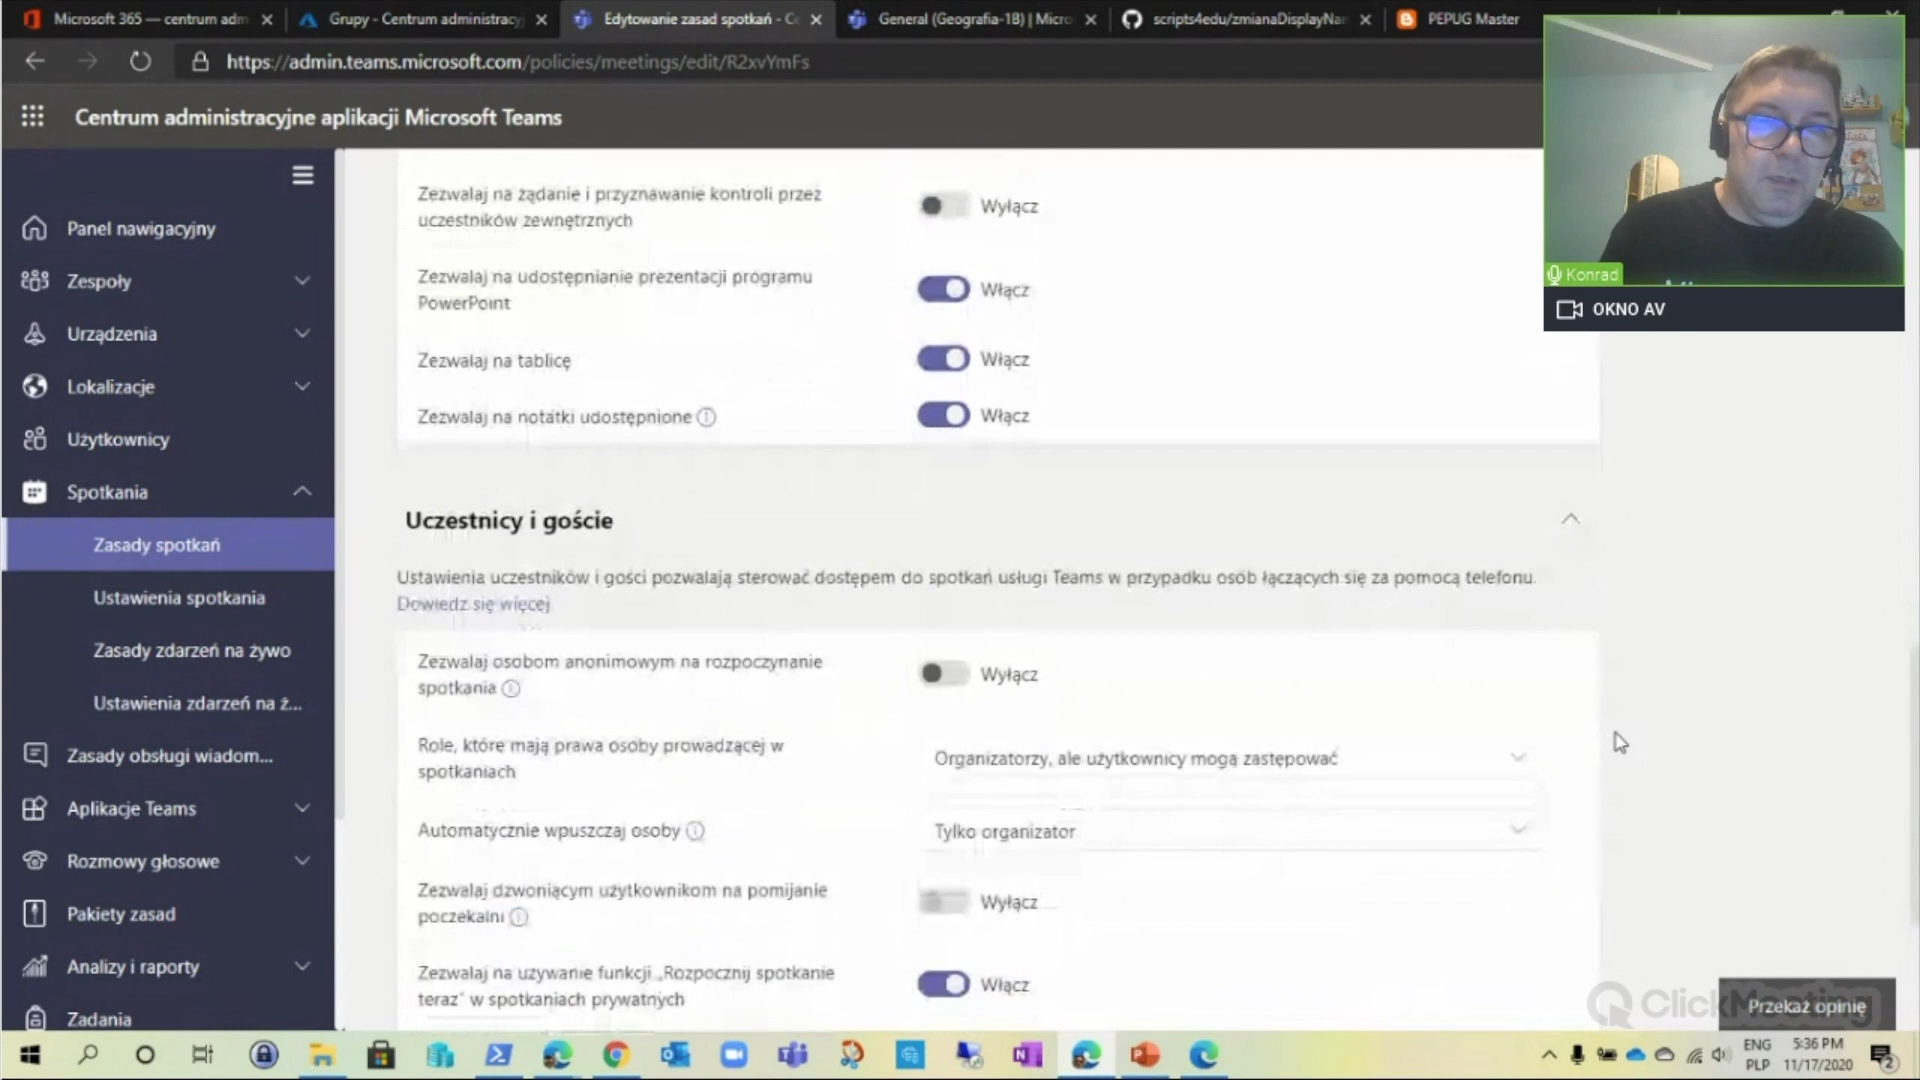 Microsoft 365 — centrum adm
Grupy - Centrum administracy
Edytowanie zasad spotkań - Ce
General (Geografia-1B) | Micro
scripts4edu/zmianaDisplayNa
PEPUG Master
https://admin.teams.microsoft.com/policies/meetings/edit/R2xvYmFs
Centrum administracyjne aplikacji Microsoft Teams
Panel nawigacyjny
Zespoły
Urządzenia
Lokalizacje
Użytkownicy
Spotkania
Zasady spotkań
Ustawienia spotkania
Zasady zdarzeń na żywo
Ustawienia zdarzeń na ż...
Zasady obsługi wiadom...
Aplikacje Teams
Rozmowy głosowe
Pakiety zasad
Analizy i raporty
Zadania
Zezwalaj na żądanie i przyznawanie kontroli przez
uczestników zewnętrznych
Wyłącz
Zezwalaj na udostępnianie prezentacji programu
PowerPoint
Włącz
Zezwalaj na tablicę
Włącz
Zezwalaj na notatki udostępnione
Włącz
Uczestnicy i goście
Ustawienia uczestników i gości pozwalają sterować dostępem do spotkań usługi Teams w przypadku osób łączących się za pomocą telefonu.
Dowiedz się więcej
Zezwalaj osobom anonimowym na rozpoczynanie
spotkania
Wyłącz
Role, które mają prawa osoby prowadzącej w
spotkaniach
Organizatorzy, ale użytkownicy mogą zastępować
Automatycznie wpuszczaj osoby
Tylko organizator
Zezwalaj dzwoniącym użytkownikom na pomijanie
poczekalni
Wyłącz
Zezwalaj na używanie funkcji „Rozpocznij spotkanie
teraz" w spotkaniach prywatnych
Włącz
Konrad
OKNO AV
ClickMeeting
Przekaż opinię
ENG
PLP
5:36 PM
11/17/2020
2